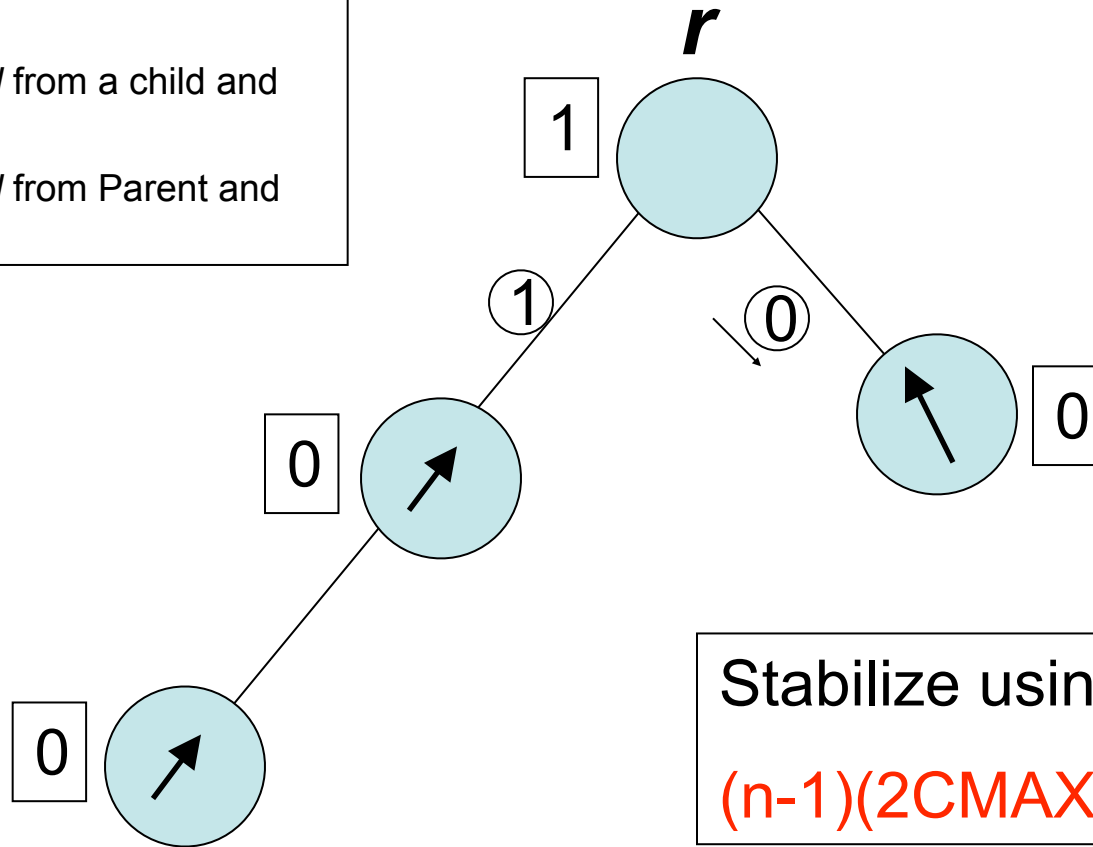 from a child and
from Parent and
r
1
1
0
0
0
0
Stabilize usin
(n-1)(2CMAX